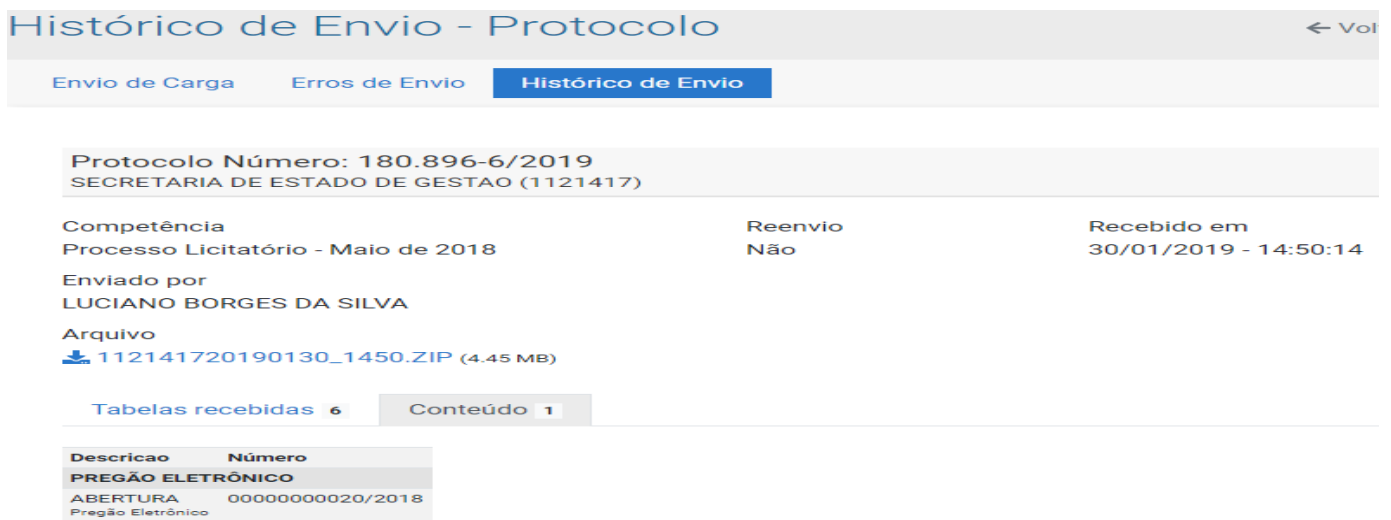 Histórico de Envio - Protocolo
Envio de Carga Erros de Envio Histórico de Envio
Protocolo Número: 180.896-6/2019
SECRETARIA DE ESTADO DE GESTAO (1121417)
Competência Reenvio Recebido em
Processo Licitatório - Maio de 2018 Não 30/01/2019 - 14:50:14
Enviado por
LUCIANO BORGES DA SILVA
Arquivo
112141720190130_1450.ZIP (4.45 MB)
Tabelas recebidas 6 Conteúdo 1
Descricao Número
PREGÃO ELETRÔNICO
ABERTURA 00000000020/2018
Pregão Eletrônico